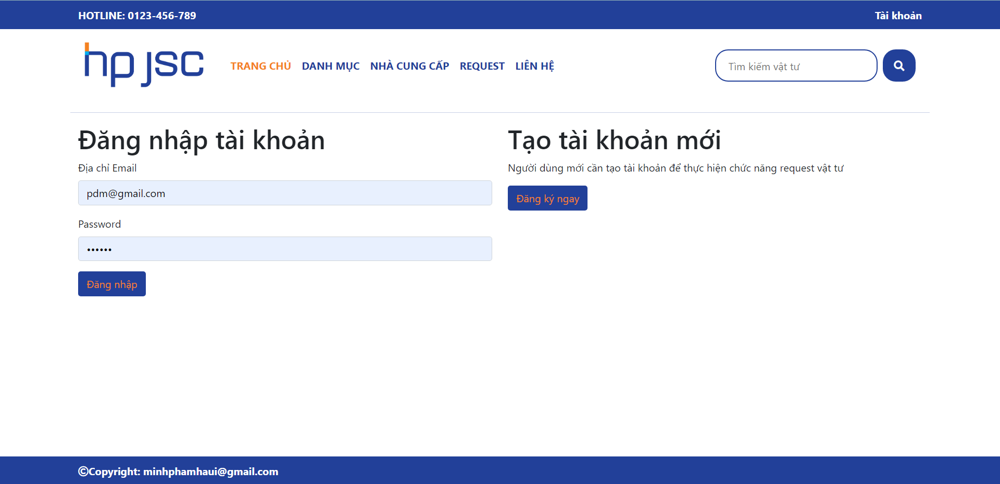 HOTLINE: 0123-456-789
Tài khoản
hp jsc
TRANG CHỦ DANH MỤC NHÀ CUNG CẤP REQUEST LIÊN HỆ
Tìm kiếm vật tư
Đăng nhập tài khoản
Địa chỉ Email
pdm@gmail.com
Password
••••••
Đăng nhập
Tạo tài khoản mới
Người dùng mới cần tạo tài khoản để thực hiện chức năng request vật tư
Đăng ký ngay
©Copyright: minhphamhaui@gmail.com